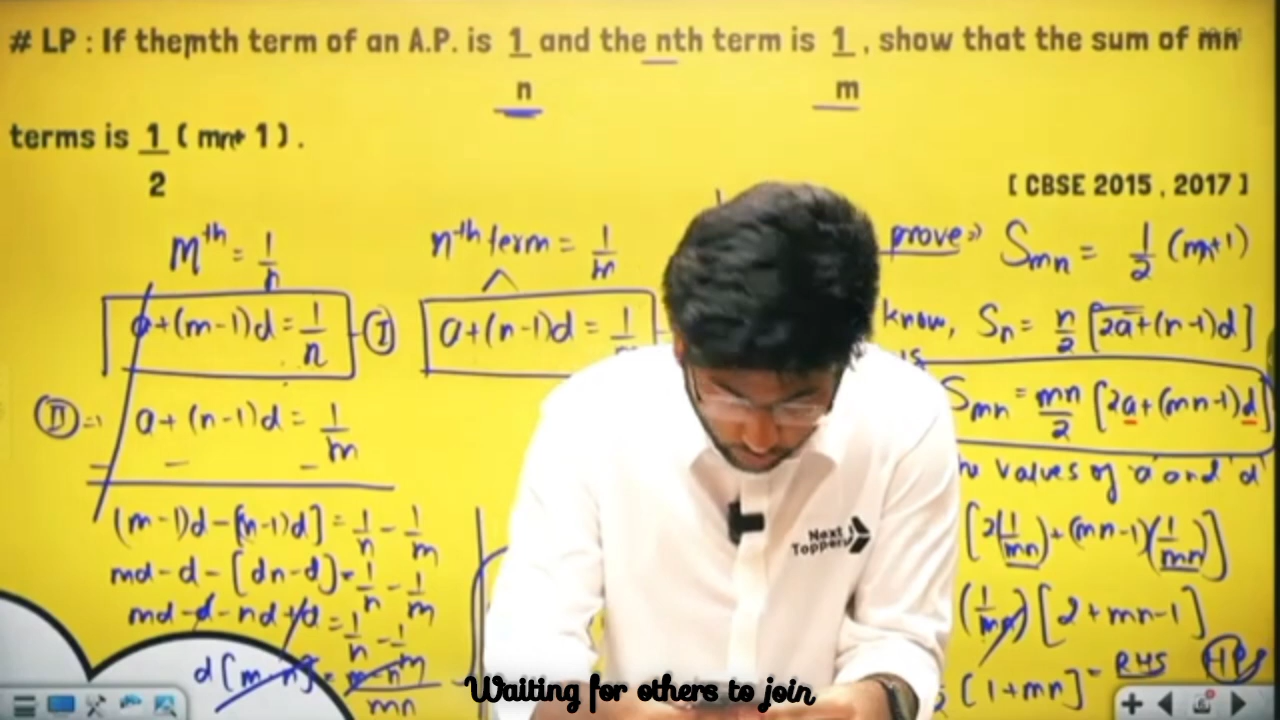 # LP : If the mth term of an A.P. is 1/n and the nth term is 1/m , show that the sum of mn
terms is 1/2 ( mn+ 1 ) .
[ CBSE 2015 , 2017 ]
mth = 1/n
a+(m-1)d = 1/n - I
II => a+(n-1)d = 1/m
- - -
(m-1)d - [(n-1)d] = 1/n - 1/m
md - d - [dn-d] = 1/n - 1/m
md - d - nd + d = 1/n - 1/m
d[m-n] = m-n/mn
nth term = 1/m
a+(n-1)d = 1/m
prove => Smn = 1/2 (mn+1)
know, Sn = n/2 [2a+(n-1)d]
Smn = mn/2 [2a+(mn-1)d]
values of 'a' and 'd'
[2(1/mn)+(mn-1)(1/mn)]
(1/mn) [2+mn-1]
[1+mn] = RHS HP
Next Toppers
Waiting for others to join